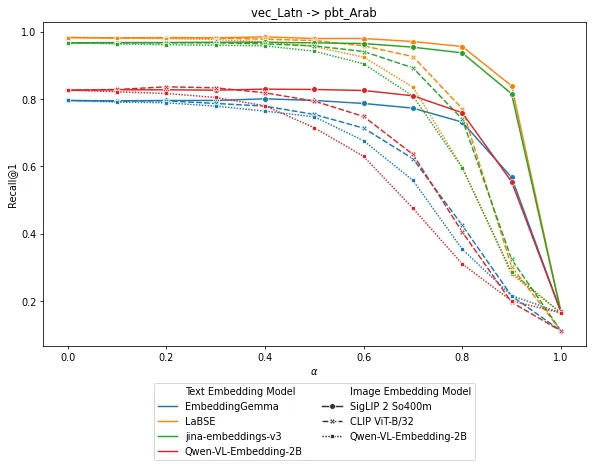 vec_Latn -> pbt_Arab
Recall@1
1.0
0.8
0.6
0.4
0.2
0.0 0.2 0.4 0.6 0.8 1.0
α
Text Embedding Model
EmbeddingGemma
LaBSE
jina-embeddings-v3
Qwen-VL-Embedding-2B
Image Embedding Model
SigLIP 2 So400m
CLIP ViT-B/32
Qwen-VL-Embedding-2B